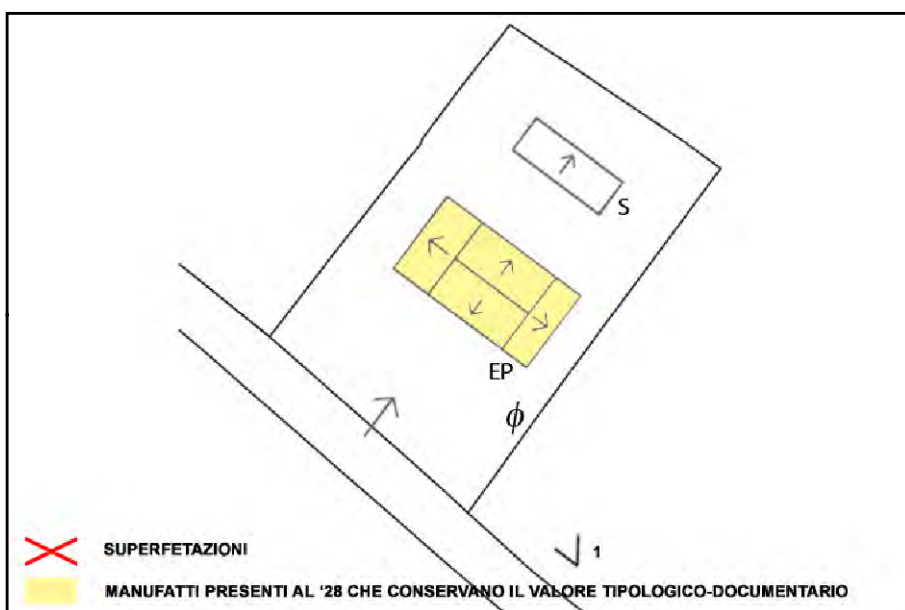 S
EP
ϕ
1
SUPERFETAZIONI
MANUFATTI PRESENTI AL '28 CHE CONSERVANO IL VALORE TIPOLOGICO-DOCUMENTARIO